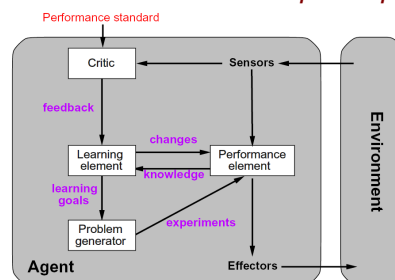 Performance standard
Critic
Sensors
feedback
changes
Learning
element
Performance
element
knowledge
learning
goals
experiments
Problem
generator
Agent
Effectors
Environment